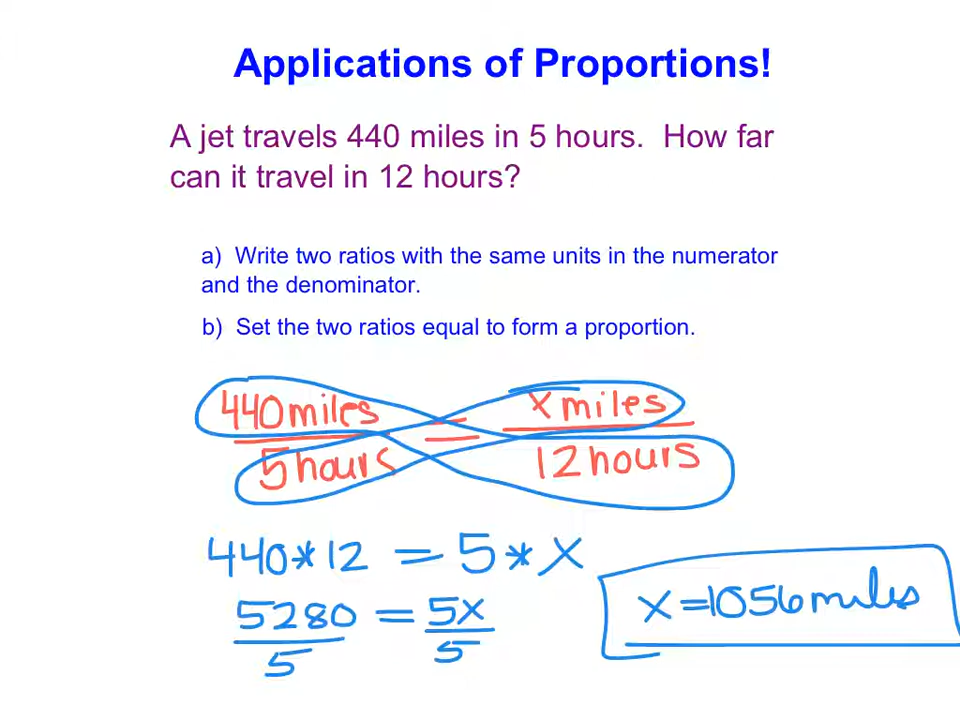 Applications of Proportions!
A jet travels 440 miles in 5 hours. How far
can it travel in 12 hours?
a) Write two ratios with the same units in the numerator
and the denominator.
b) Set the two ratios equal to form a proportion.
440 miles = x miles
5 hours 12 hours
440 * 12 = 5 * x
5280 = 5x
5 5
x = 1056 miles